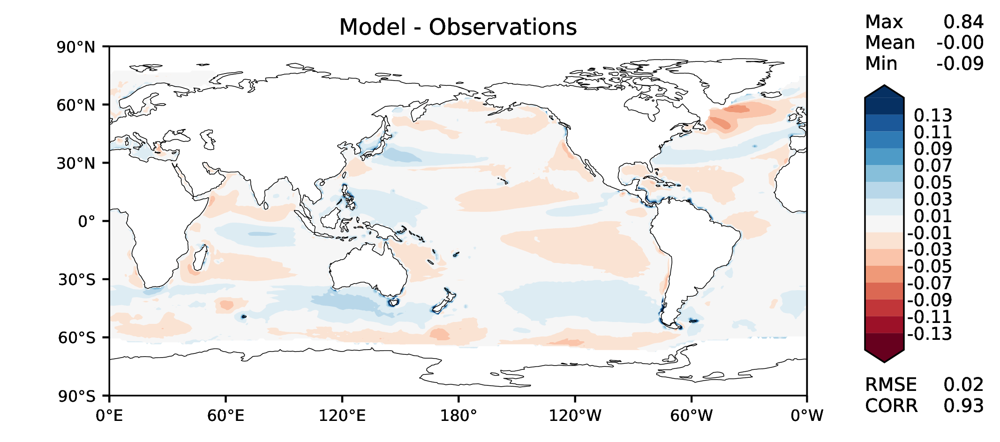 Model - Observations
Max 0.84
Mean -0.00
Min -0.09
90°N
60°N
30°N
0°
30°S
60°S
90°S
0°E 60°E 120°E 180° 120°W 60°W 0°W
0.13
0.11
0.09
0.07
0.05
0.03
0.01
-0.01
-0.03
-0.05
-0.07
-0.09
-0.11
-0.13
RMSE 0.02
CORR 0.93